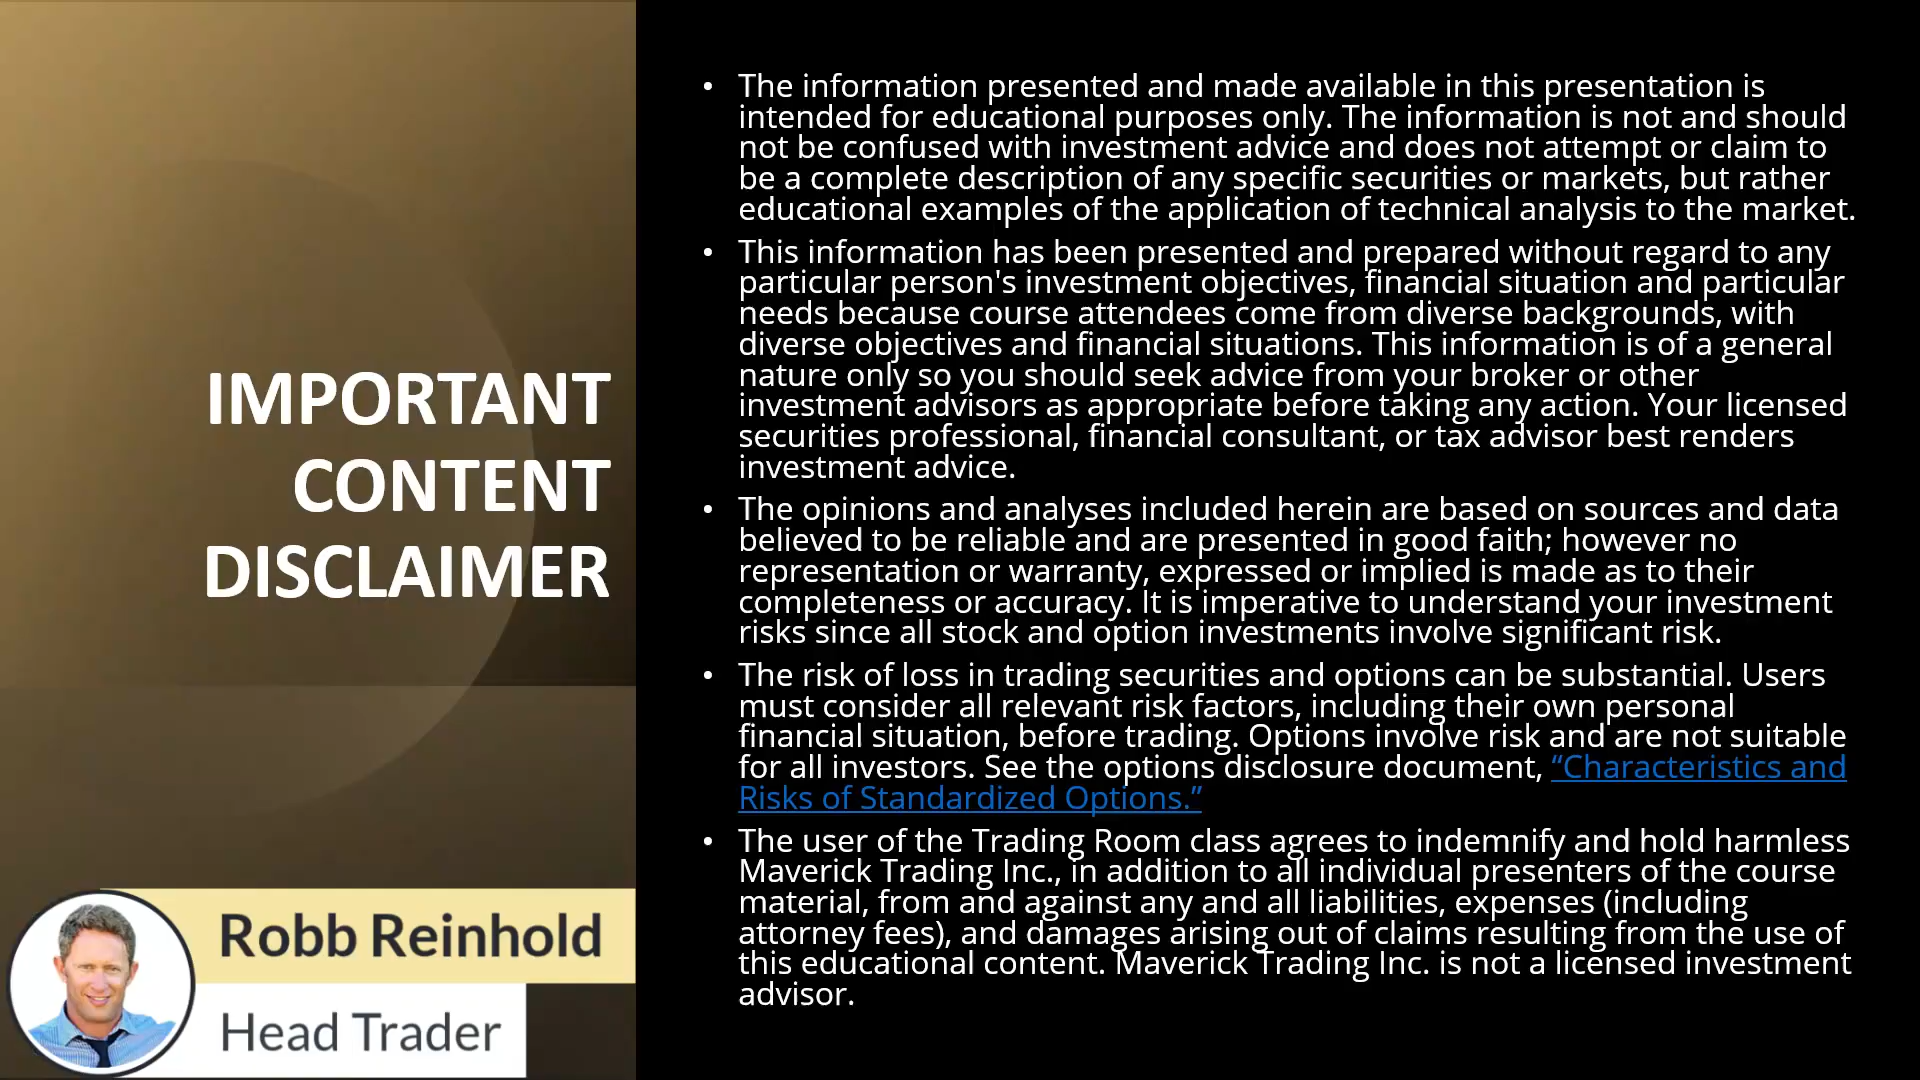 IMPORTANT
CONTENT
DISCLAIMER
Robb Reinhold
Head Trader
• The information presented and made available in this presentation is
intended for educational purposes only. The information is not and should
not be confused with investment advice and does not attempt or claim to
be a complete description of any specific securities or markets, but rather
educational examples of the application of technical analysis to the market.
• This information has been presented and prepared without regard to any
particular person's investment objectives, financial situation and particular
needs because course attendees come from diverse backgrounds, with
diverse objectives and financial situations. This information is of a general
nature only so you should seek advice from your broker or other
investment advisors as appropriate before taking any action. Your licensed
securities professional, financial consultant, or tax advisor best renders
investment advice.
• The opinions and analyses included herein are based on sources and data
believed to be reliable and are presented in good faith; however no
representation or warranty, expressed or implied is made as to their
completeness or accuracy. It is imperative to understand your investment
risks since all stock and option investments involve significant risk.
• The risk of loss in trading securities and options can be substantial. Users
must consider all relevant risk factors, including their own personal
financial situation, before trading. Options involve risk and are not suitable
for all investors. See the options disclosure document, “Characteristics and
Risks of Standardized Options.”
• The user of the Trading Room class agrees to indemnify and hold harmless
Maverick Trading Inc., in addition to all individual presenters of the course
material, from and against any and all liabilities, expenses (including
attorney fees), and damages arising out of claims resulting from the use of
this educational content. Maverick Trading Inc. is not a licensed investment
advisor.